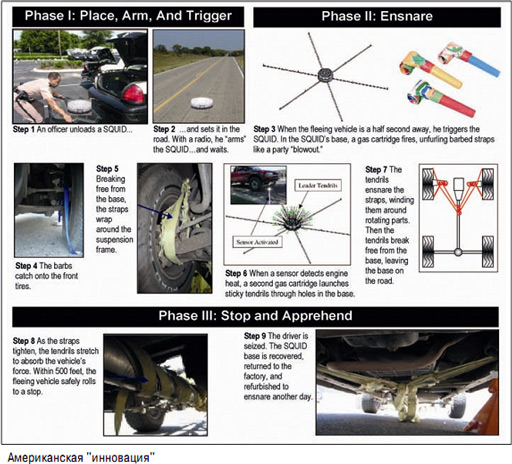 Phase I: Place, Arm, And Trigger
Step 1 An officer unloads a SQUID...
Step 2 ...and sets it in the
road. With a radio, he "arms"
the SQUID...and waits.
Phase II: Ensnare
Step 3 When the fleeing vehicle is a half second away, he triggers the
SQUID. In the SQUID's base, a gas cartridge fires, unfurling barbed straps
like a party "blowout."
Step 4 The barbs
catch onto the front
tires.
Step 5
Breaking
free from
the base,
the straps
wrap
around the
suspension
frame.
Leader Tendrils
Sensor Activated
Step 6 When a sensor detects engine
heat, a second gas cartridge launches
sticky tendrils through holes in the base.
Step 7 The
tendrils
ensnare the
straps, winding
them around
rotating parts.
Then the
tendrils break
free from the
base, leaving
the base on
the road.
Phase III: Stop and Apprehend
Step 8 As the straps
tighten, the tendrils stretch
to absorb the vehicle's
force. Within 500 feet, the
fleeing vehicle safely rolls
to a stop.
Step 9 The driver is
seized. The SQUID
base is recovered,
returned to the
factory, and
refurbished to
ensnare another day.
Американская "инновация"